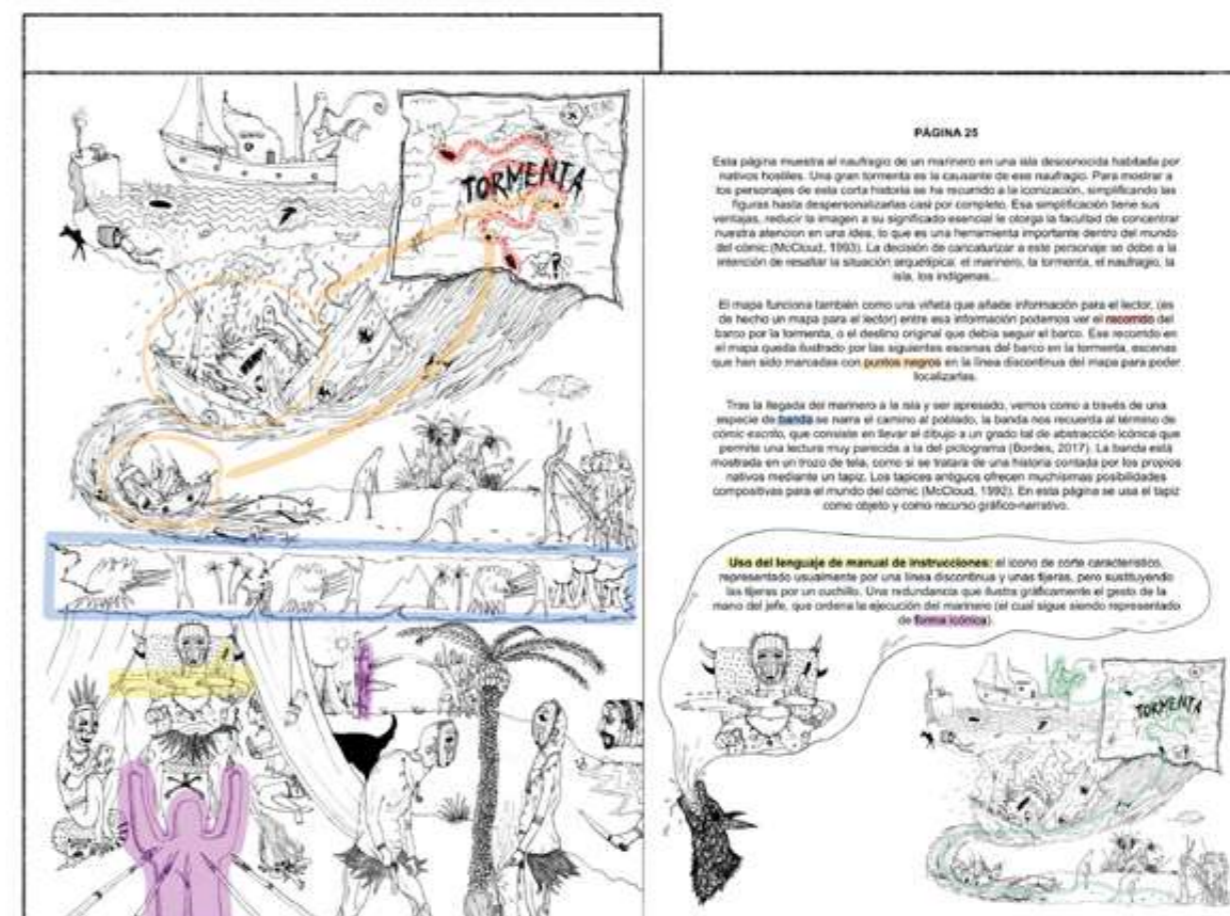 TORMENTA
?
PÁGINA 25
Esta página muestra el naufragio de un marinero en una isla desconocida habitada por
nativos hostiles. Una gran tormenta es la causante de ese naufragio. Para mostrar a
los personajes de esta corta historia se ha recurrido a la iconización, simplificando las
figuras hasta despersonalizarlas casi por completo. Esa simplificación tiene sus
ventajas, reducir la imagen a su significado esencial le otorga la facultad de concentrar
nuestra atencion en una idea, lo que es una herramienta importante dentro del mundo
del cómic (McCloud, 1993). La decisión de caricaturizar a este personaje se debe a la
intención de resaltar la situación arquetípica: el marinero, la tormenta, el naufragio, la
isla, los indígenas...
El mapa funciona también como una viñeta que añade información para el lector, (es
de hecho un mapa para el lector) entre esa información podemos ver el recorrido del
barco por la tormenta, o el destino original que debía seguir el barco. Ese recorrido en
el mapa queda ilustrado por las siguientes escenas del barco en la tormenta, escenas
que han sido marcadas con puntos negros en la línea discontinua del mapa para poder
localizarlas.
Tras la llegada del marinero a la isla y ser apresado, vemos como a través de una
especie de banda se narra el camino al poblado, la banda nos recuerda al término de
cómic escrito, que consiste en llevar el dibujo a un grado tal de abstracción icónica que
permite una lectura muy parecida a la del pictograma (Bordes, 2017). La banda está
mostrada en un trozo de tela, como si se tratara de una historia contada por los propios
nativos mediante un tapiz. Los tapices antiguos ofrecen muchísimas posibilidades
compositivas para el mundo del cómic (McCloud, 1992). En esta página se usa el tapiz
como objeto y como recurso gráfico-narrativo.
Uso del lenguaje de manual de instrucciones: el icono de corte característico,
representado usualmente por una línea discontinua y unas tijeras, pero sustituyendo
las tijeras por un cuchillo. Una redundancia que ilustra gráficamente el gesto de la
mano del jefe, que ordena la ejecución del marinero (el cual sigue siendo representado
de forma icónica).
TORMENTA